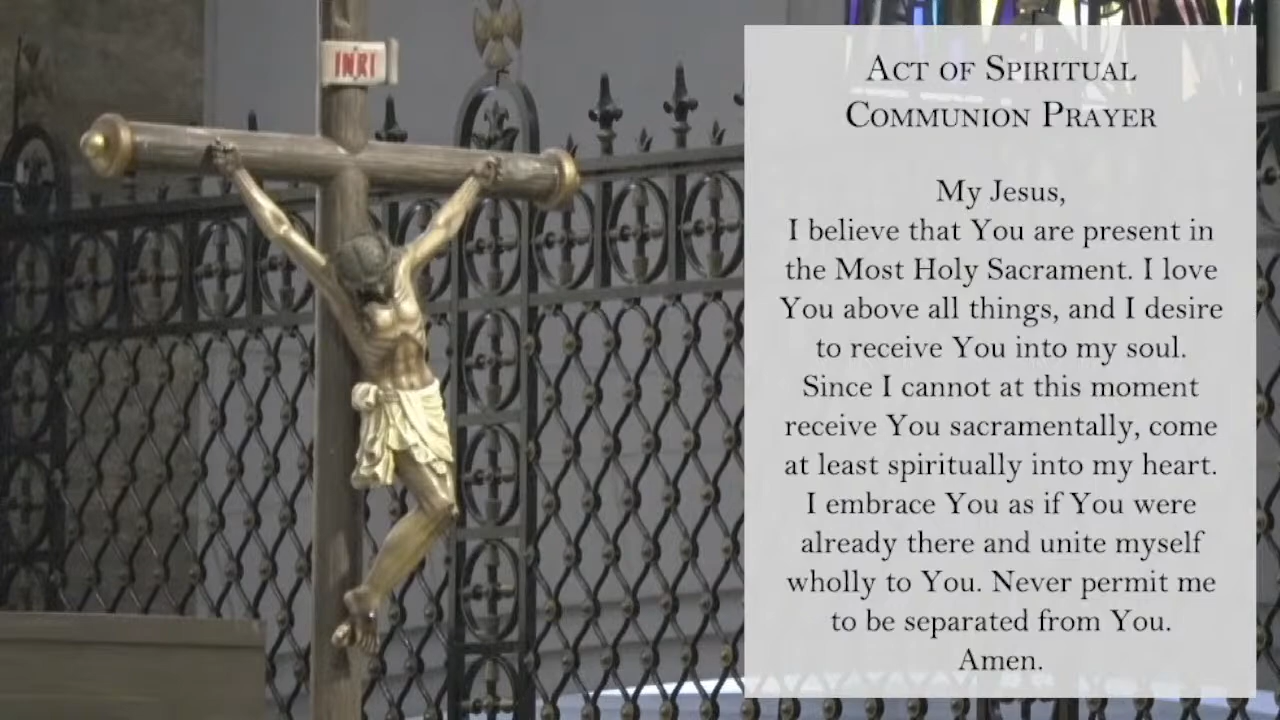 INRI
Act of Spiritual
Communion Prayer
My Jesus,
I believe that You are present in
the Most Holy Sacrament. I love
You above all things, and I desire
to receive You into my soul.
Since I cannot at this moment
receive You sacramentally, come
at least spiritually into my heart.
I embrace You as if You were
already there and unite myself
wholly to You. Never permit me
to be separated from You.
Amen.